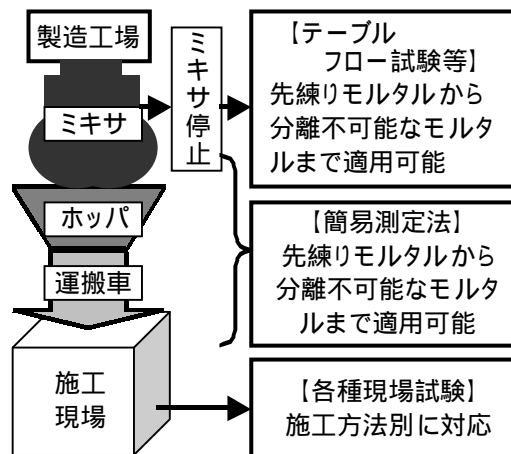 製造工場
ミキサ
ホッパ
運搬車
施工
現場
ミキサ停止
【テーブル
フロー試験等】
先練りモルタルから
分離不可能なモルタ
ルまで適用可能
【簡易測定法】
先練りモルタルから
分離不可能なモルタ
ルまで適用可能
【各種現場試験】
施工方法別に対応